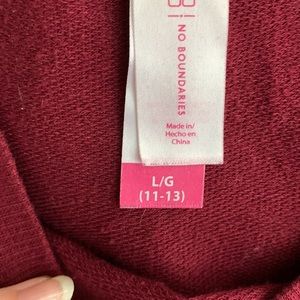 NO BOUNDARIES
Made in/
Hecho en
China
L/G
(11-13)